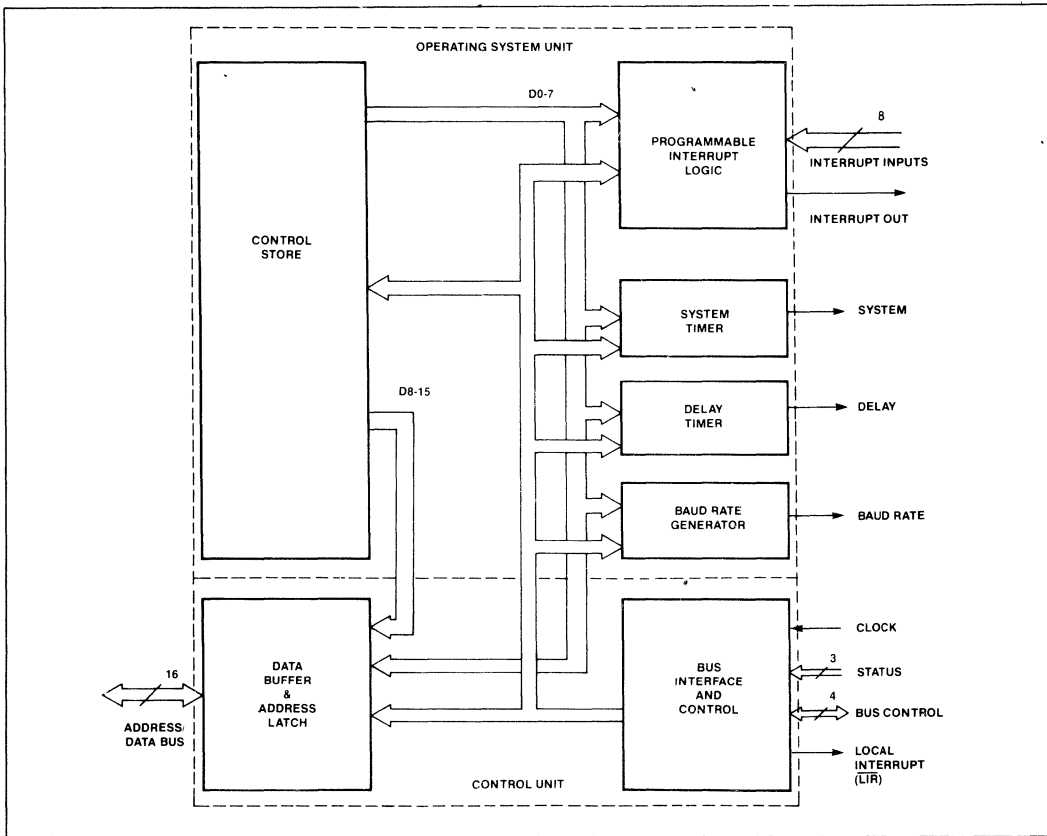 OPERATING SYSTEM UNIT
D0-7
8
PROGRAMMABLE
INTERRUPT
LOGIC
INTERRUPT INPUTS
INTERRUPT OUT
CONTROL
STORE
SYSTEM
TIMER
SYSTEM
D8-15
DELAY
TIMER
DELAY
BAUD RATE
GENERATOR
BAUD RATE
16
ADDRESS/
DATA BUS
DATA
BUFFER
&
ADDRESS
LATCH
BUS
INTERFACE
AND
CONTROL
CLOCK
3
STATUS
4
BUS CONTROL
LOCAL
INTERRUPT
(LIR)
CONTROL UNIT